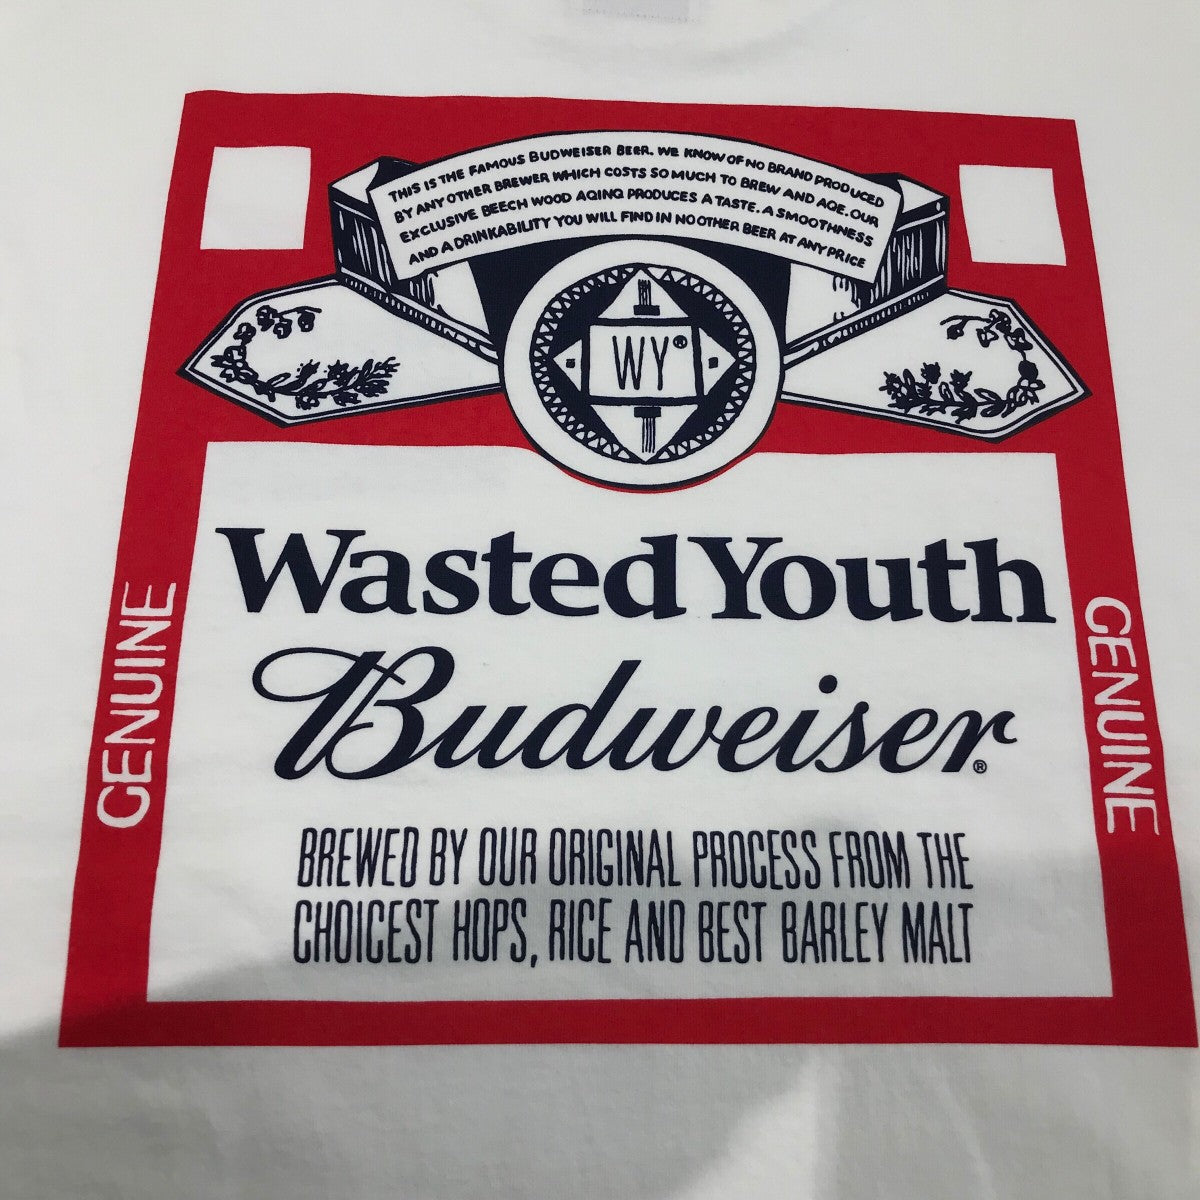 THIS IS THE FAMOUS BUDWEISER BEER. WE KNOW OF NO BRAND PRODUCED
BY ANY OTHER BREWER WHICH COSTS SO MUCH TO BREW AND AQE. OUR
EXCLUSIVE BEECH WOOD AQING PRODUCES A TASTE. A SMOOTHNESS
AND A DRINKABILITY YOU WILL FIND IN NO OTHER BEER AT ANY PRICE
WY®
Wasted Youth
Budweiser®
GENUINE
GENUINE
BREWED BY OUR ORIGINAL PROCESS FROM THE
CHOICEST HOPS, RICE AND BEST BARLEY MALT